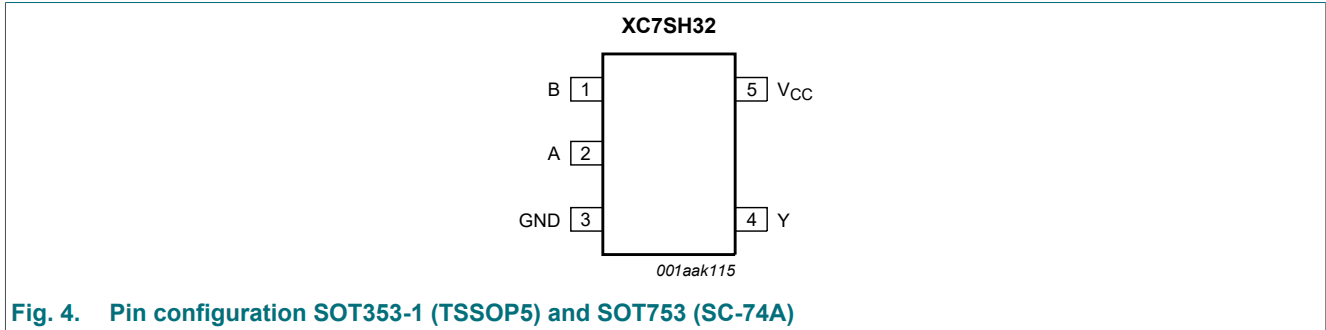 XC7SH32
B 1 5 VCC
A 2
GND 3 4 Y
001aak115
Fig. 4. Pin configuration SOT353-1 (TSSOP5) and SOT753 (SC-74A)